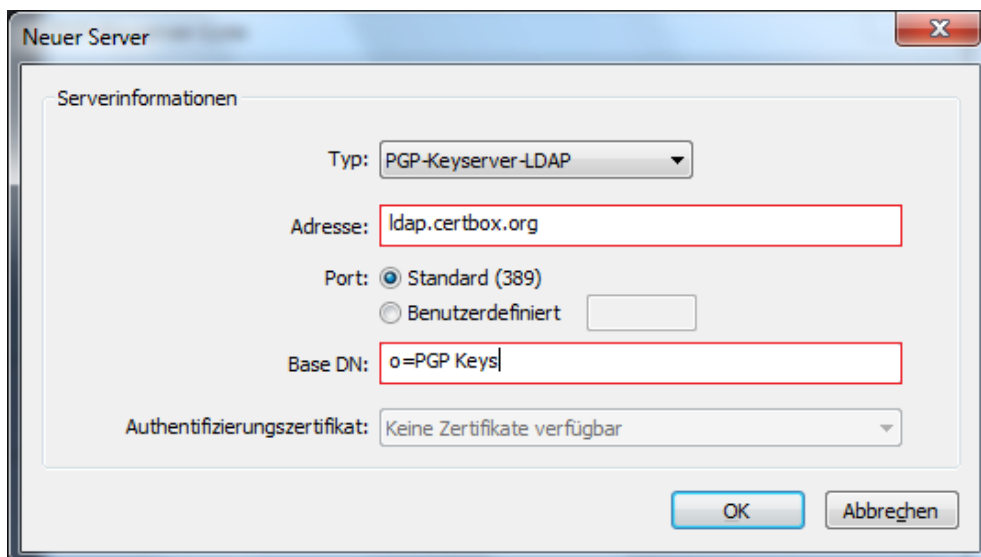 Neuer Server
Serverinformationen
Typ: PGP-Keyserver-LDAP
Adresse: ldap.certbox.org
Port: Standard (389)
Benutzerdefiniert
Base DN: o=PGP Keys
Authentifizierungszertifikat: Keine Zertifikate verfügbar
OK Abbrechen